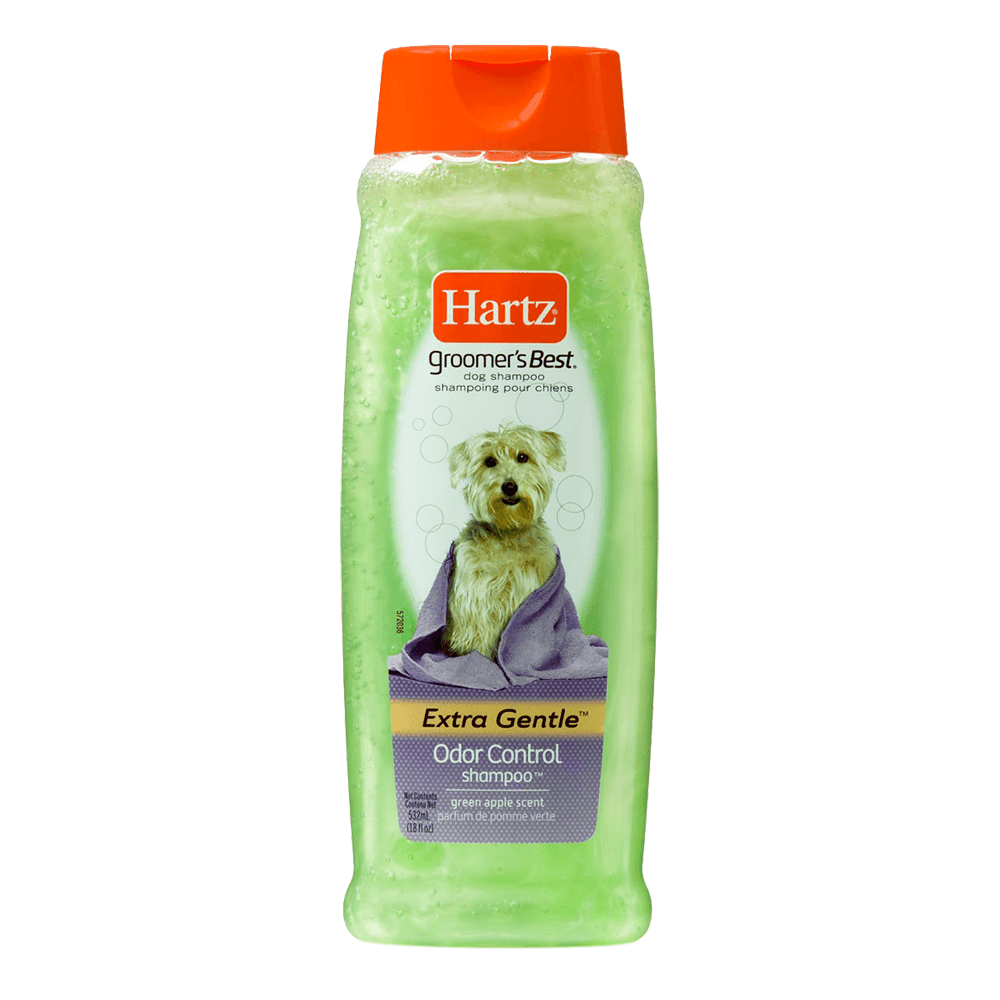 Hartz®
groomer's Best®
dog shampoo
shampoing pour chiens
572036
Extra Gentle™
Odor Control
shampoo™
green apple scent
parfum de pomme verte
Net Contents
Contenu Net
532mL
(18 fl oz)